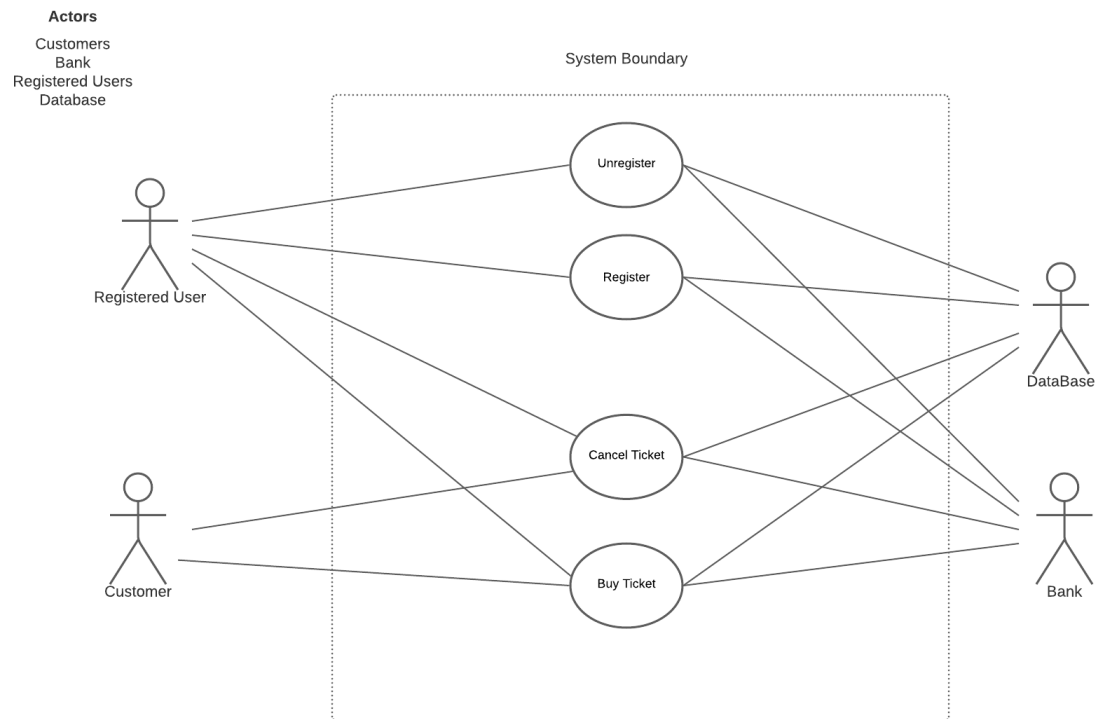 Actors
Customers
Bank
Registered Users
Database
System Boundary
Unregister
Register
Registered User
DataBase
Cancel Ticket
Customer
Buy Ticket
Bank